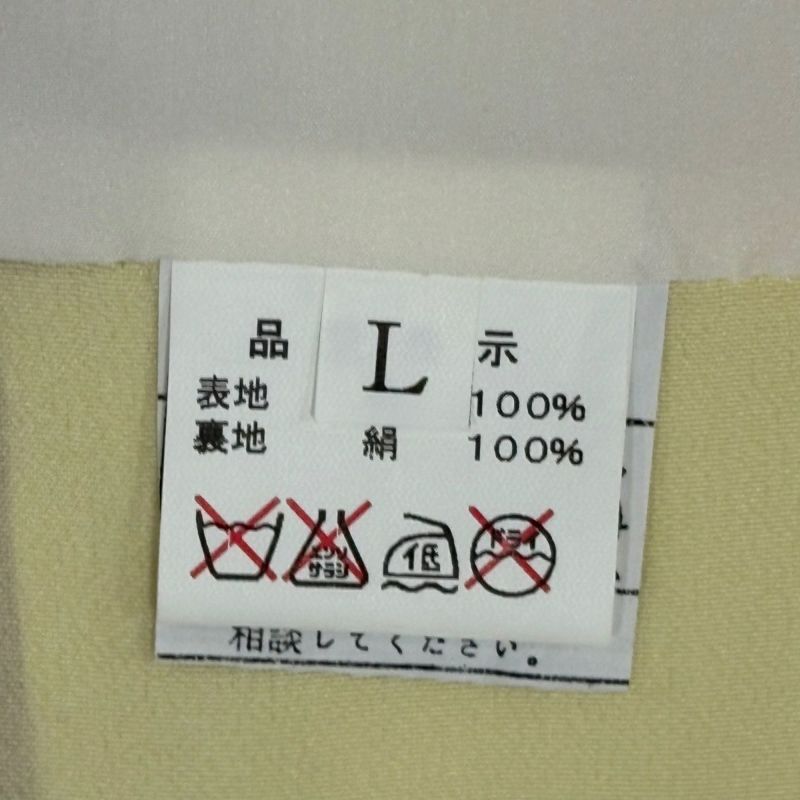 品 L 示
表地 100%
裏地 絹 100%
エンソ
サラシ
低
ドライ
相談してください。